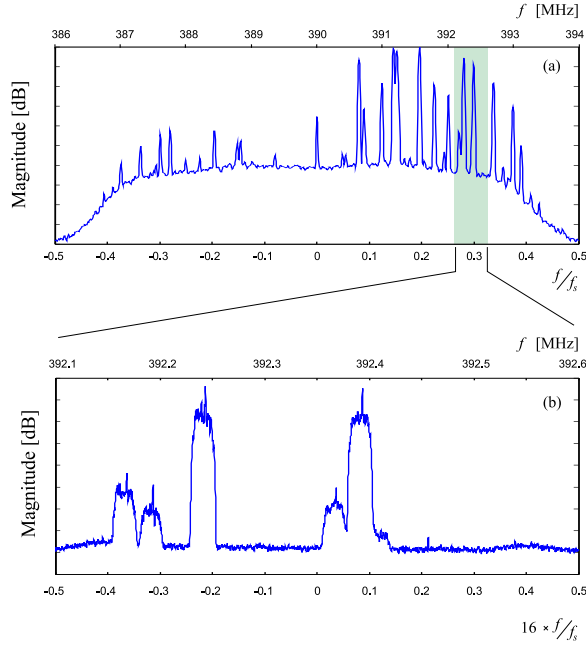 f [MHz]
386 387 388 389 390 391 392 393 394
(a)
Magnitude [dB]
-0.5 -0.4 -0.3 -0.2 -0.1 0 0.1 0.2 0.3 0.4 0.5
f/fs
f [MHz]
392.1 392.2 392.3 392.4 392.5 392.6
(b)
Magnitude [dB]
-0.5 -0.4 -0.3 -0.2 -0.1 0 0.1 0.2 0.3 0.4 0.5
16 × f/fs